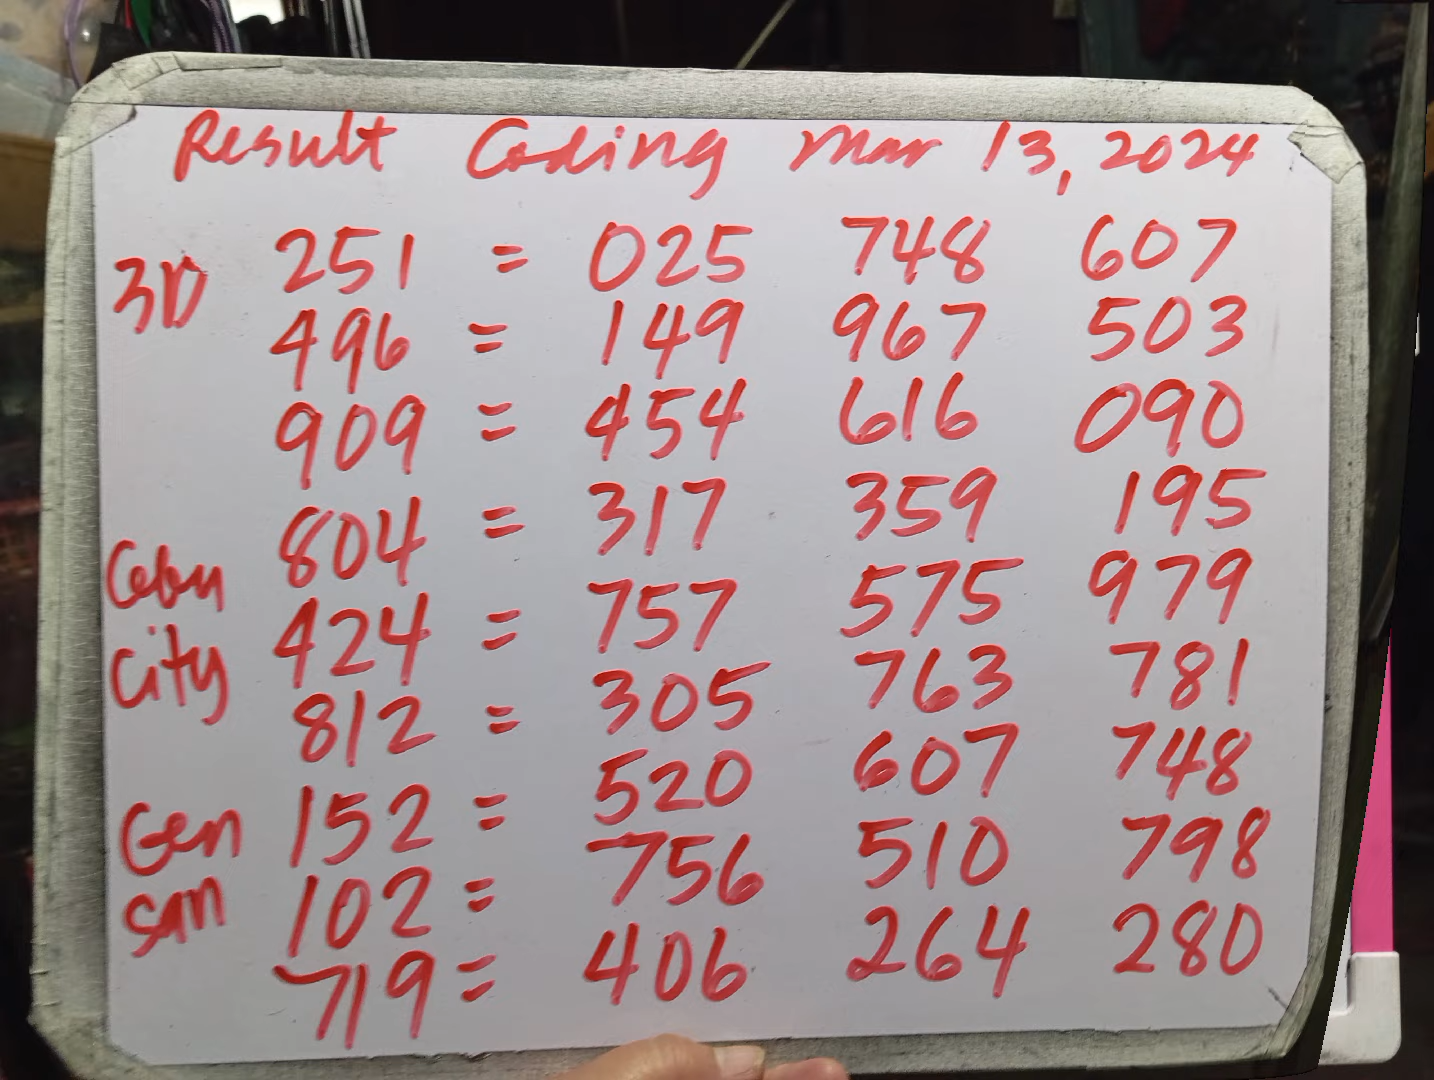 Result Coding Mar 13, 2024
3D 251 = 025 748 607
496 = 149 967 503
909 = 454 616 090
804 = 317 359 195
Cebu
City 424 = 757 575 979
812 = 305 763 781
Gen 152 = 520 607 748
San 102 = 756 510 798
719 = 406 264 280